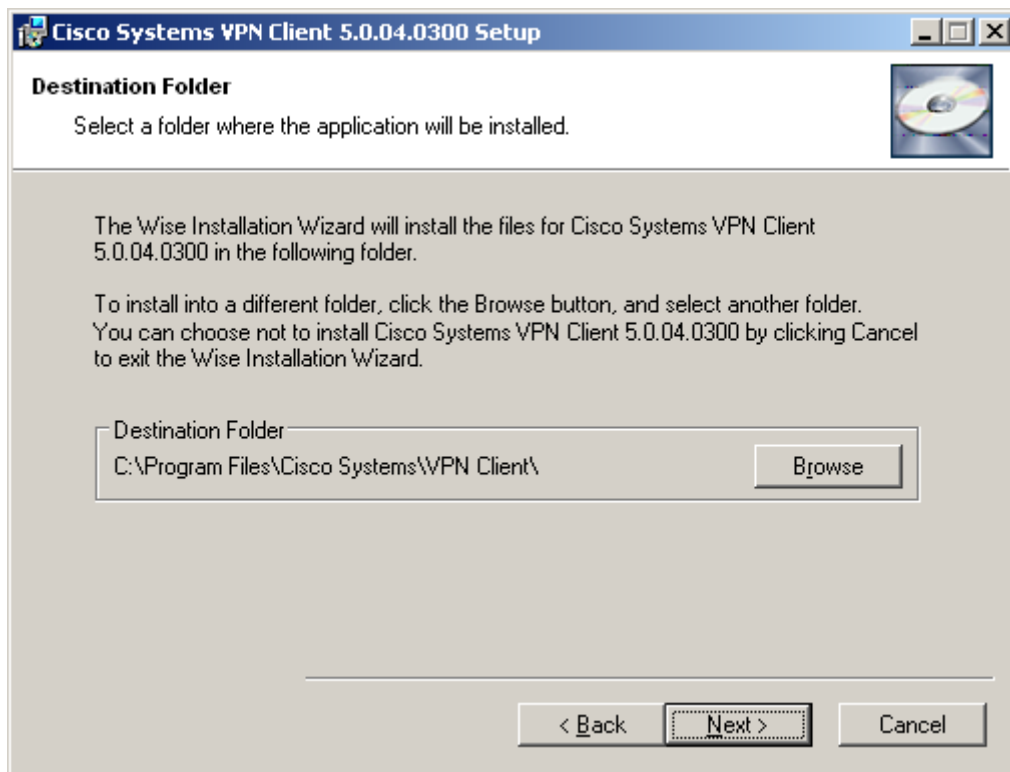 Cisco Systems VPN Client 5.0.04.0300 Setup
Destination Folder
Select a folder where the application will be installed.
The Wise Installation Wizard will install the files for Cisco Systems VPN Client
5.0.04.0300 in the following folder.
To install into a different folder, click the Browse button, and select another folder.
You can choose not to install Cisco Systems VPN Client 5.0.04.0300 by clicking Cancel
to exit the Wise Installation Wizard.
Destination Folder
C:\Program Files\Cisco Systems\VPN Client\
Browse
< Back
Next >
Cancel